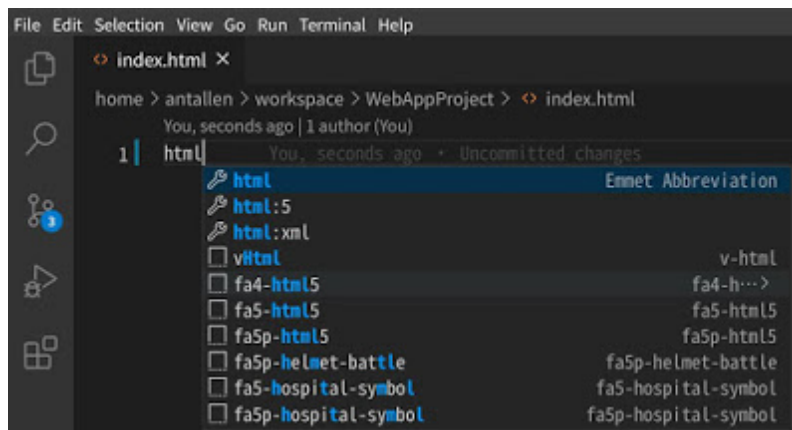 File Edit Selection View Go Run Terminal Help
index.html ×
home > antallen > workspace > WebAppProject > index.html
You, seconds ago | 1 author (You)
1 html You, seconds ago • Uncommitted changes
html Emmet Abbreviation
html:5
html:xml
3
vHtml v-html
fa4-html5 fa4-h⋯>
fa5-html5 fa5-html5
fa5p-html5 fa5p-html5
fa5p-helmet-battle fa5p-helmet-battle
fa5-hospital-symbol fa5-hospital-symbol
fa5p-hospital-symbol fa5p-hospital-symbol